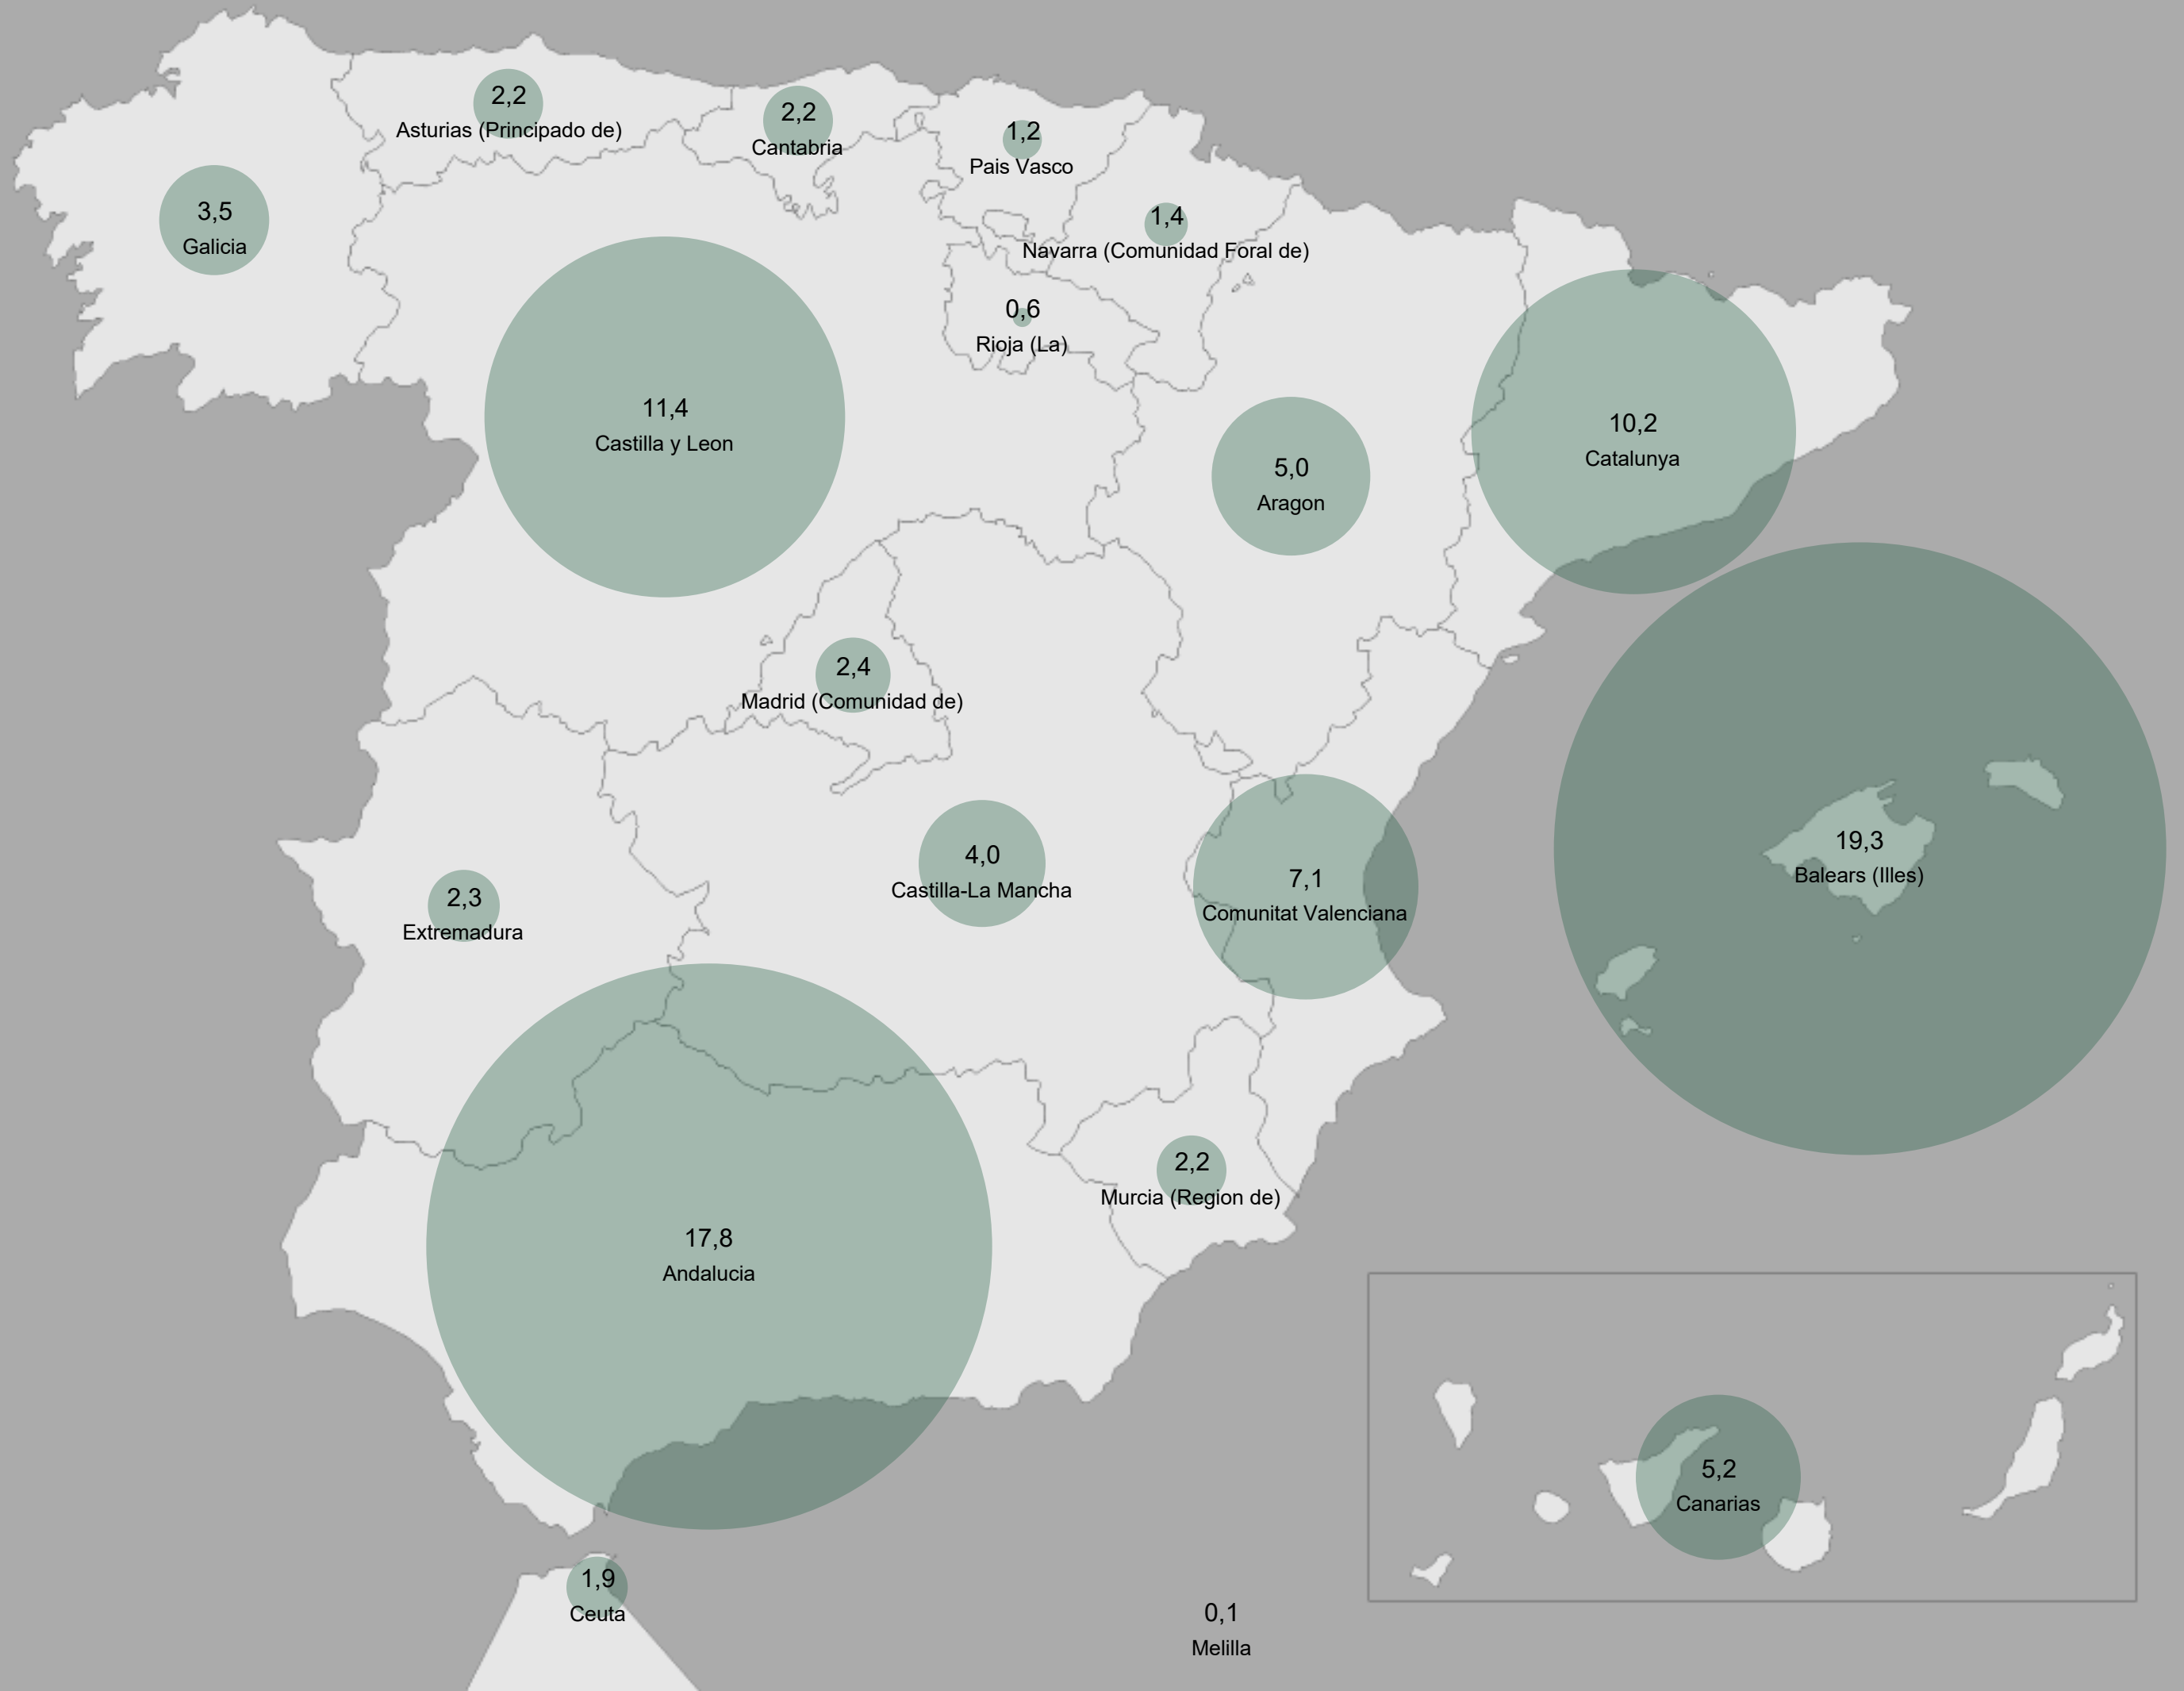 2,2
Asturias (Principado de)
2,2
Cantabria
1,2
Pais Vasco
3,5
Galicia
1,4
Navarra (Comunidad Foral de)
0,6
Rioja (La)
11,4
Castilla y Leon
10,2
Catalunya
5,0
Aragon
2,4
Madrid (Comunidad de)
19,3
Balears (Illes)
4,0
Castilla-La Mancha
7,1
Comunitat Valenciana
2,3
Extremadura
2,2
Murcia (Region de)
17,8
Andalucia
5,2
Canarias
1,9
Ceuta
0,1
Melilla